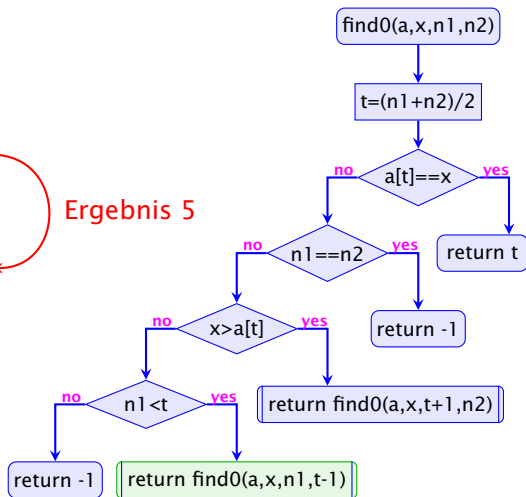 find0(a,x,n1,n2)
t=(n1+n2)/2
a[t]==x
no
yes
Ergebnis 5
return t
n1==n2
no
yes
return -1
x>a[t]
no
yes
return find0(a,x,t+1,n2)
n1<t
no
yes
return -1
return find0(a,x,n1,t-1)